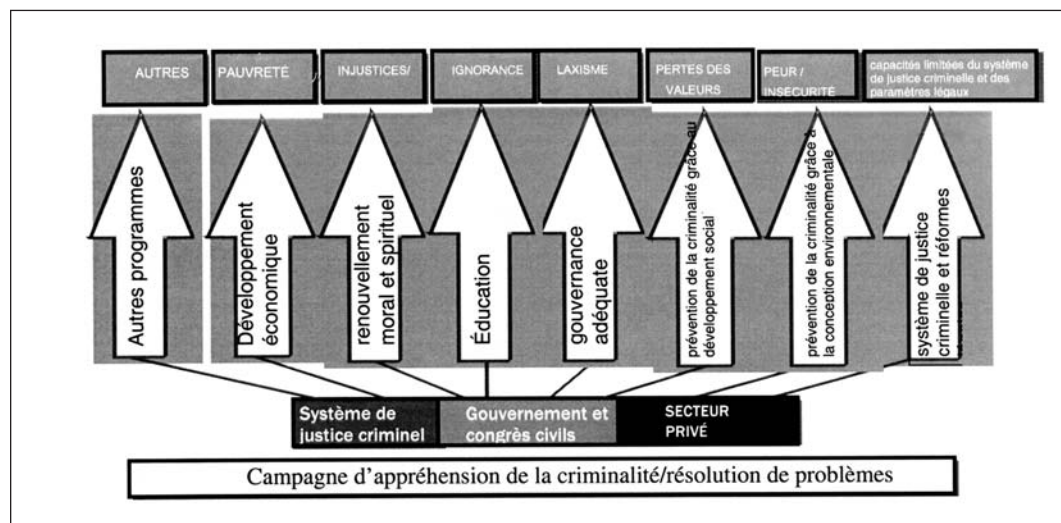 AUTRES
PAUVRETÉ
INJUSTICES/
IGNORANCE
LAXISME
PERTES DES
VALEURS
PEUR /
INSÉCURITÉ
capacités limitées du système
de justice criminelle et des
paramètres légaux
Autres programmes
Développement
économique
renouvellement
moral et spirituel
Éducation
gouvernance
adéquate
prévention de la criminalité grâce au
développement social
prévention de la criminalité grâce à
la conception environnementale
système de justice
criminelle et réformes
Système de
justice criminel
Gouvernement et
congrès civils
SECTEUR
PRIVÉ
Campagne d'appréhension de la criminalité/résolution de problèmes